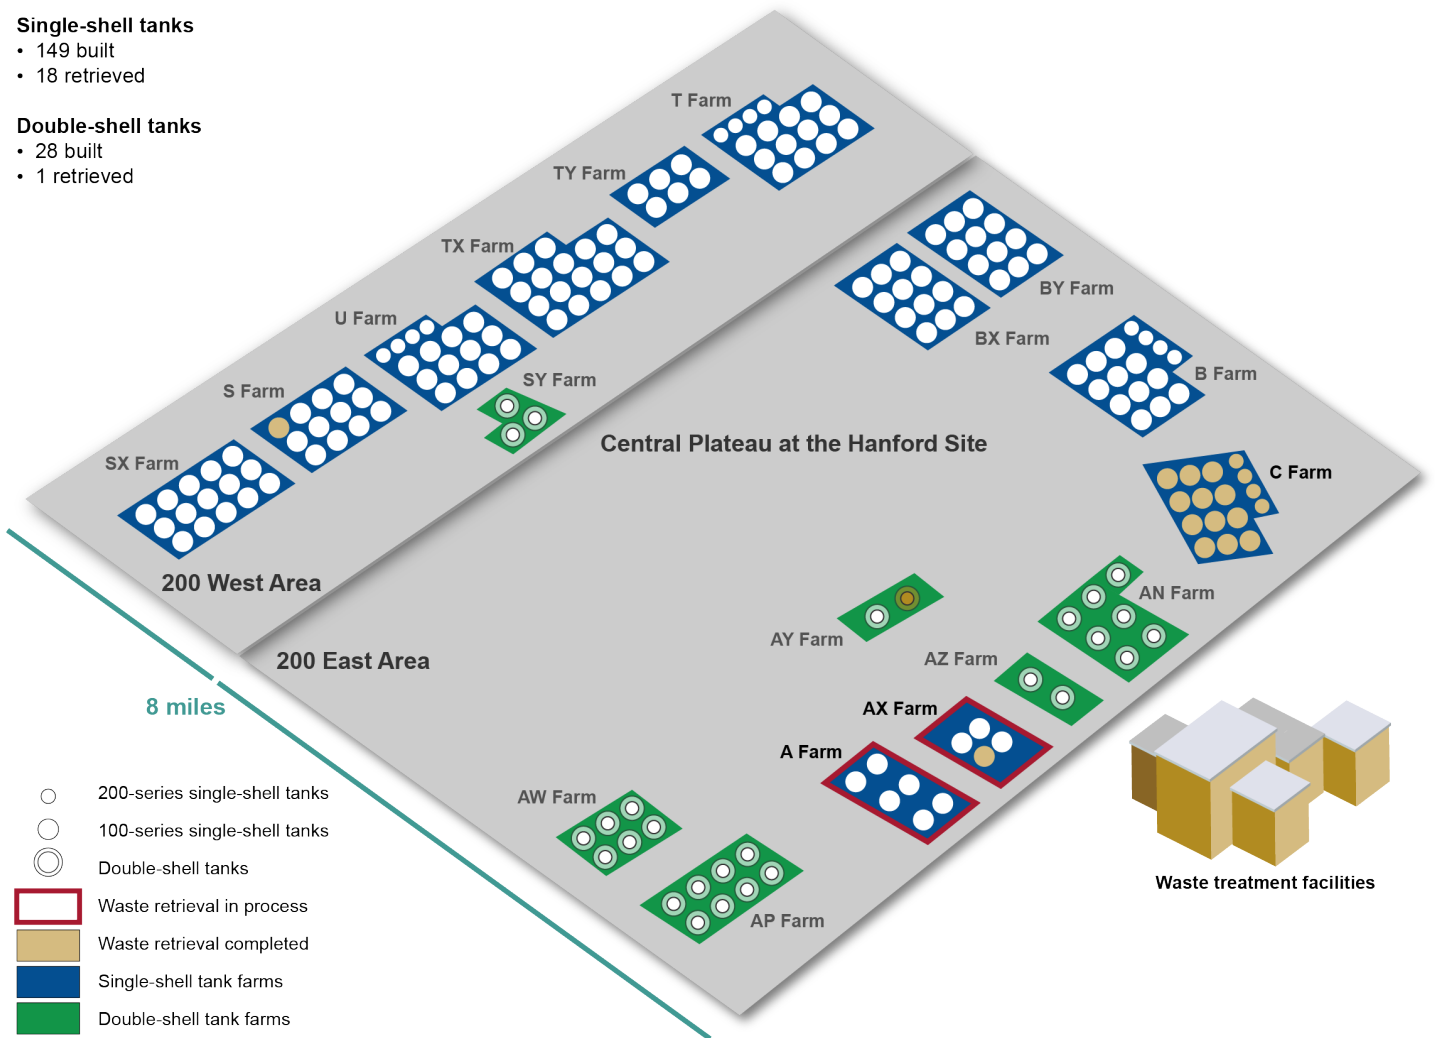 Single-shell tanks
• 149 built
• 18 retrieved
Double-shell tanks
• 28 built
• 1 retrieved
T Farm
TY Farm
TX Farm
U Farm
S Farm
SX Farm
SY Farm
BY Farm
BX Farm
B Farm
Central Plateau at the Hanford Site
C Farm
200 West Area
200 East Area
AN Farm
AY Farm
AZ Farm
AX Farm
A Farm
AW Farm
AP Farm
8 miles
Waste treatment facilities
200-series single-shell tanks
100-series single-shell tanks
Double-shell tanks
Waste retrieval in process
Waste retrieval completed
Single-shell tank farms
Double-shell tank farms